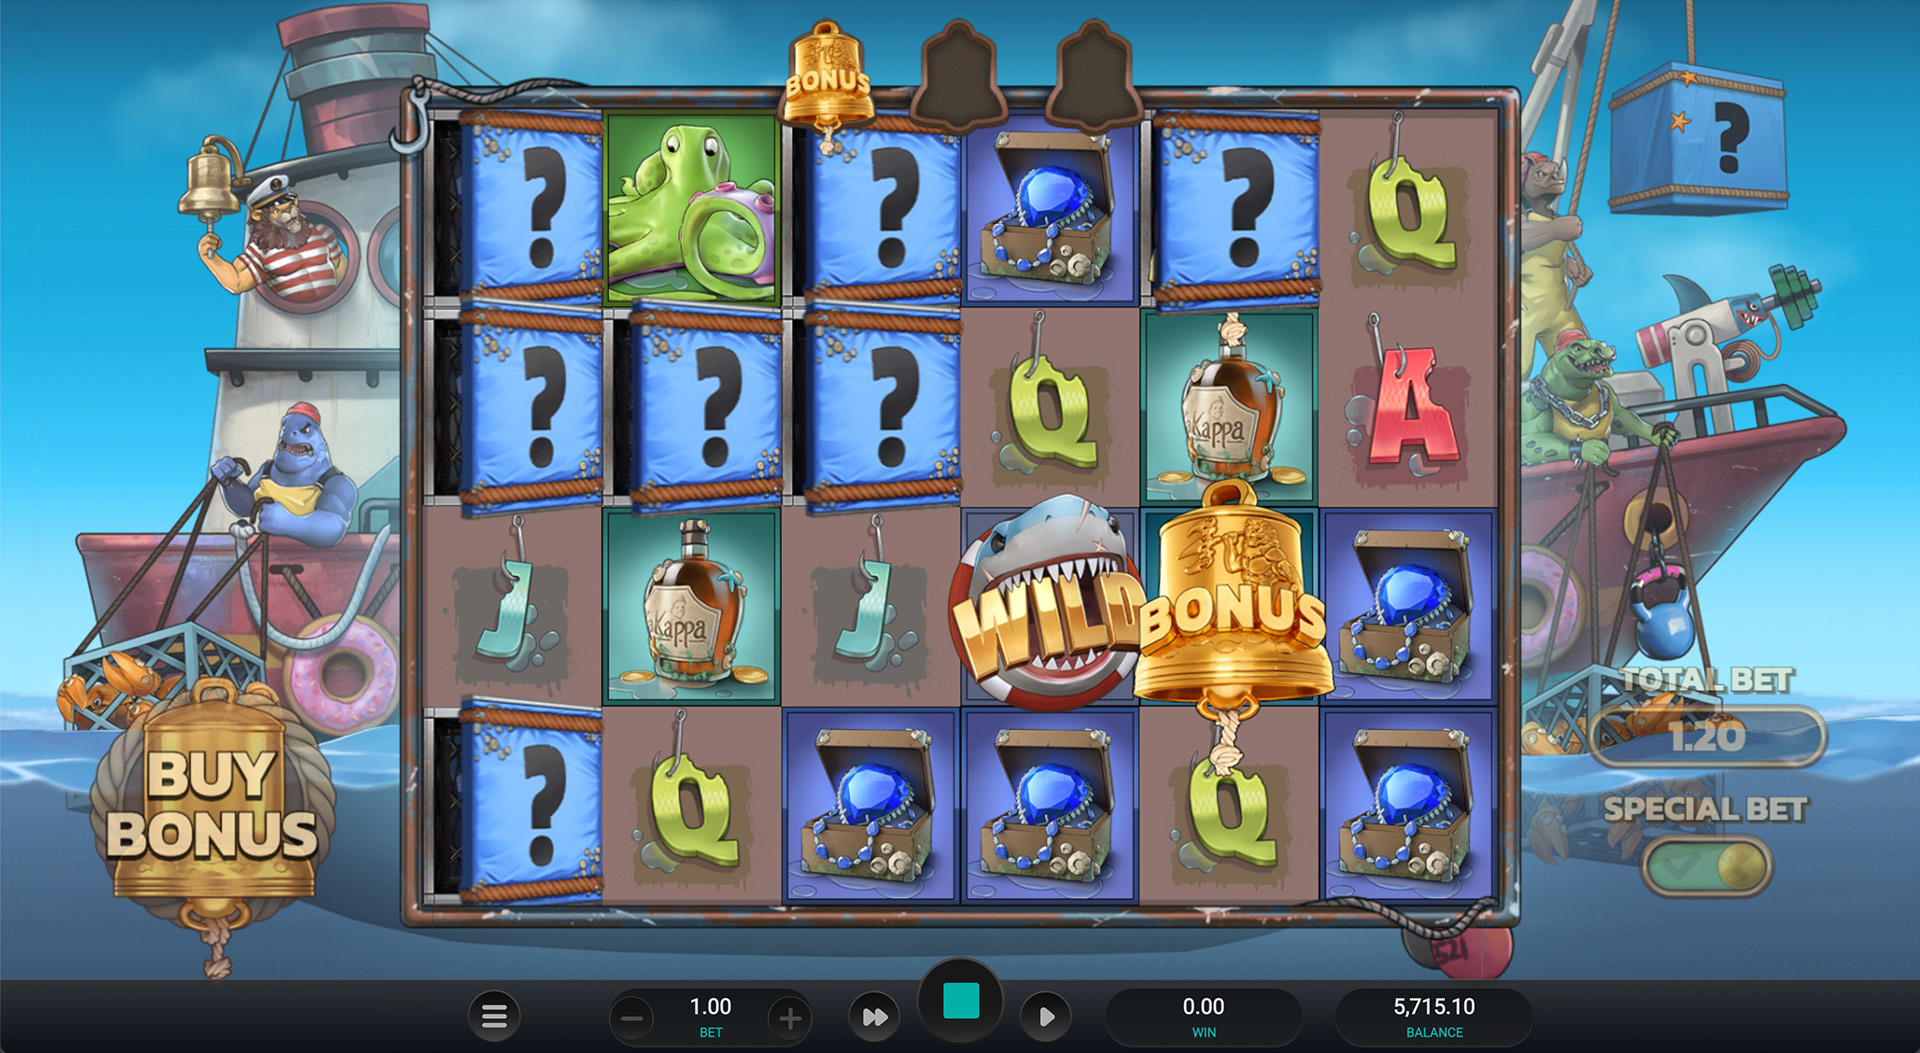 BONUS
?
?
?
Q
?
?
?
?
Q
Kappa
A
J
Kappa
J
WILD
BONUS
TOTAL BET
1.20
?
Q
Q
BUY
BONUS
SPECIAL BET
521
1.00
BET
0.00
WIN
5,715.10
BALANCE